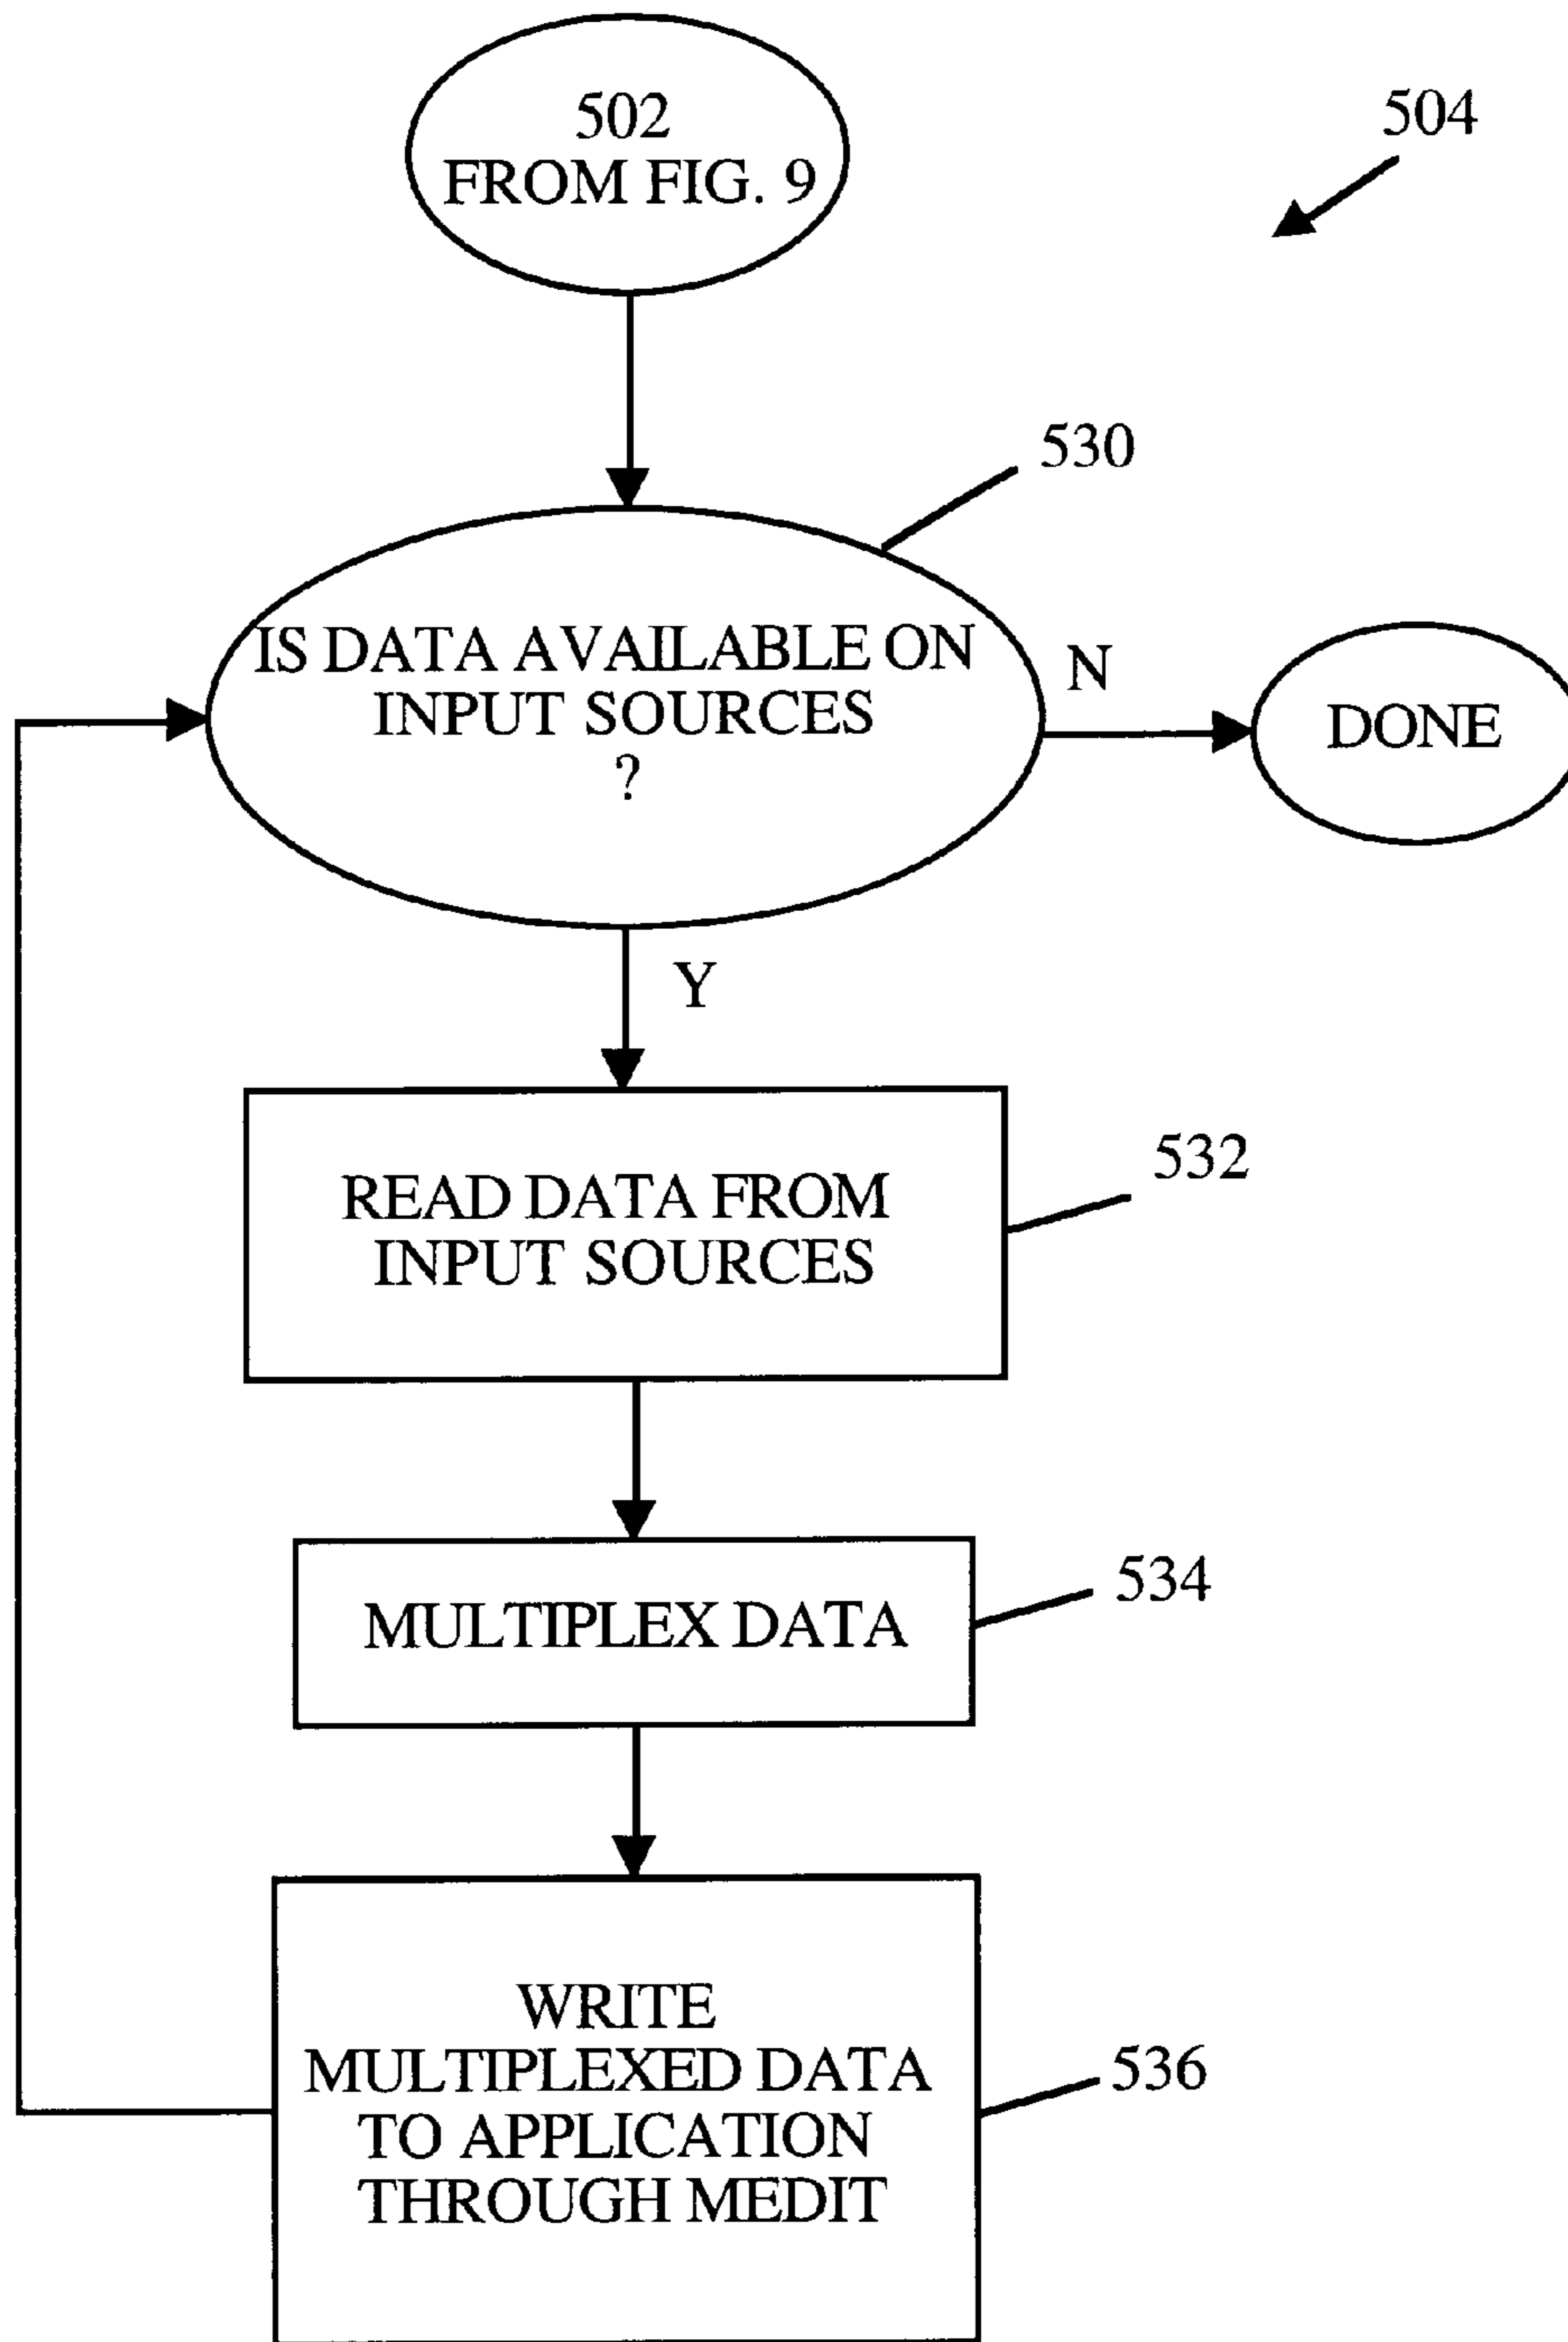 502
FROM FIG. 9
504
530
IS DATA AVAILABLE ON
INPUT SOURCES
?
N
DONE
Y
READ DATA FROM
INPUT SOURCES
532
MULTIPLEX DATA
534
WRITE
MULTIPLEXED DATA
TO APPLICATION
THROUGH MEDIT
536